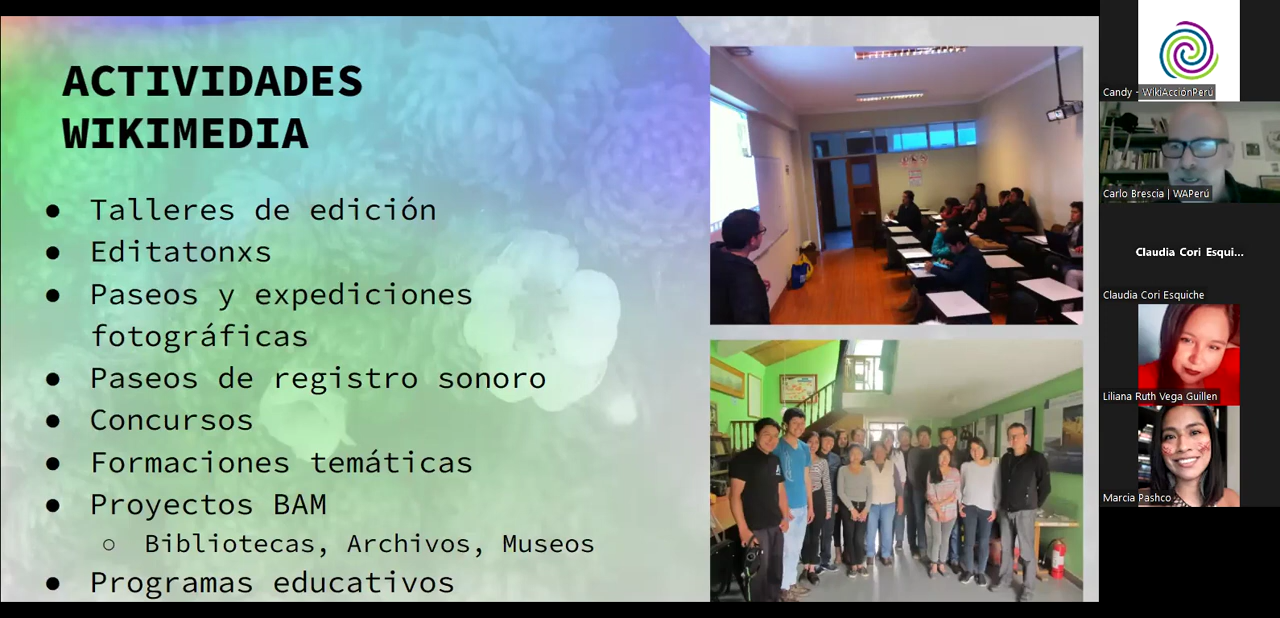 ACTIVIDADES
WIKIMEDIA
● Talleres de edición
● Editatonxs
● Paseos y expediciones
fotográficas
● Paseos de registro sonoro
● Concursos
● Formaciones temáticas
● Proyectos BAM
○ Bibliotecas, Archivos, Museos
● Programas educativos
Candy - WikiAcciónPerú
Carlo Brescia | WAPerú
Claudia Cori Esqui...
Claudia Cori Esquiche
Liliana Ruth Vega Guillen
Marcia Pashco